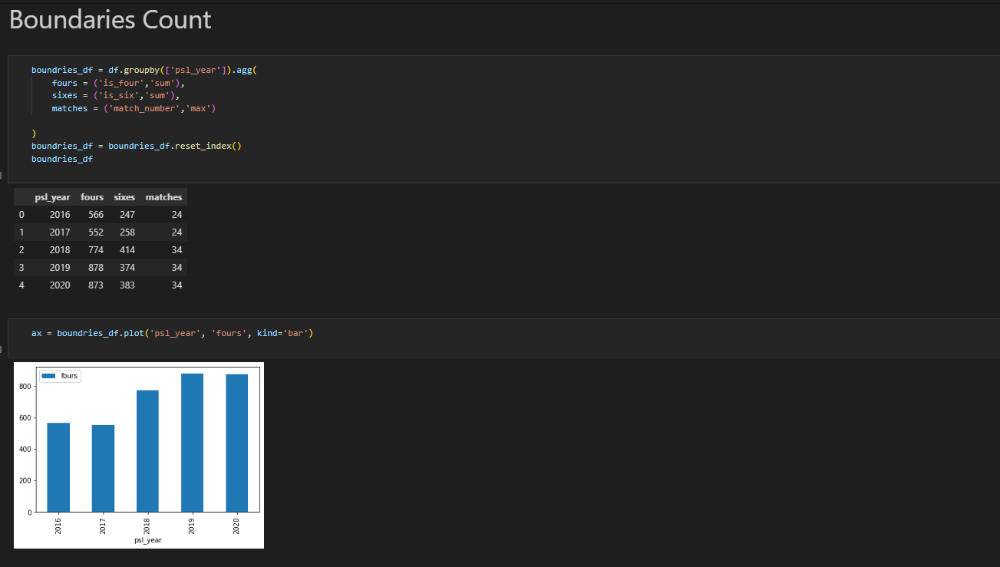 Boundaries Count
boundries_df = df.groupby(['psl_year']).agg(
    fours = ('is_four','sum'),
    sixes = ('is_six','sum'),
    matches = ('match_number','max')
)
boundries_df = boundries_df.reset_index()
boundries_df
psl_year fours sixes matches
0 2016 566 247 24
1 2017 552 258 24
2 2018 774 414 34
3 2019 878 374 34
4 2020 873 383 34
ax = boundries_df.plot('psl_year', 'fours', kind='bar')
fours
800
600
400
200
0
2016 2017 2018 2019 2020
psl_year